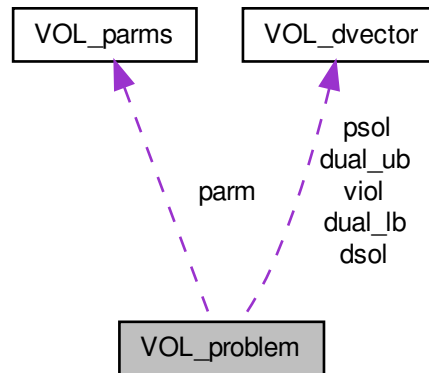 VOL_parms
VOL_dvector
parm
psol
dual_ub
viol
dual_lb
dsol
VOL_problem